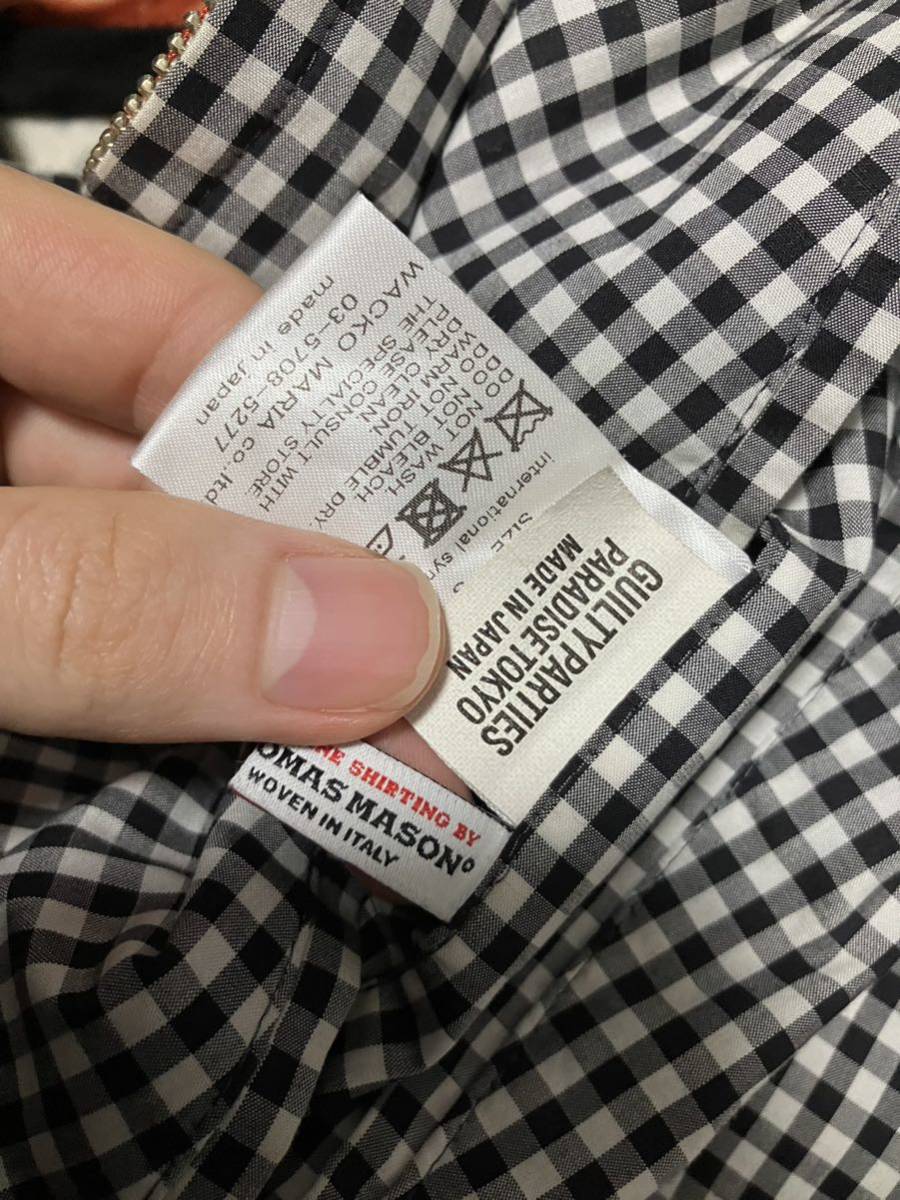 international
DO NOT WASH.
DO NOT BLEACH.
DO NOT TUMBLE DRY.
WARM IRON.
DRY CLEAN.
PLEASE CONSULT WITH
THE SPECIALTY STORE.
WACKO MARIA co.,ltd
03-5708-5277
made in japan
SIZE
GUILTY PARTIES
PARADISE TOKYO
MADE IN JAPAN
SHIRTING BY
MASON
WOVEN IN ITALY